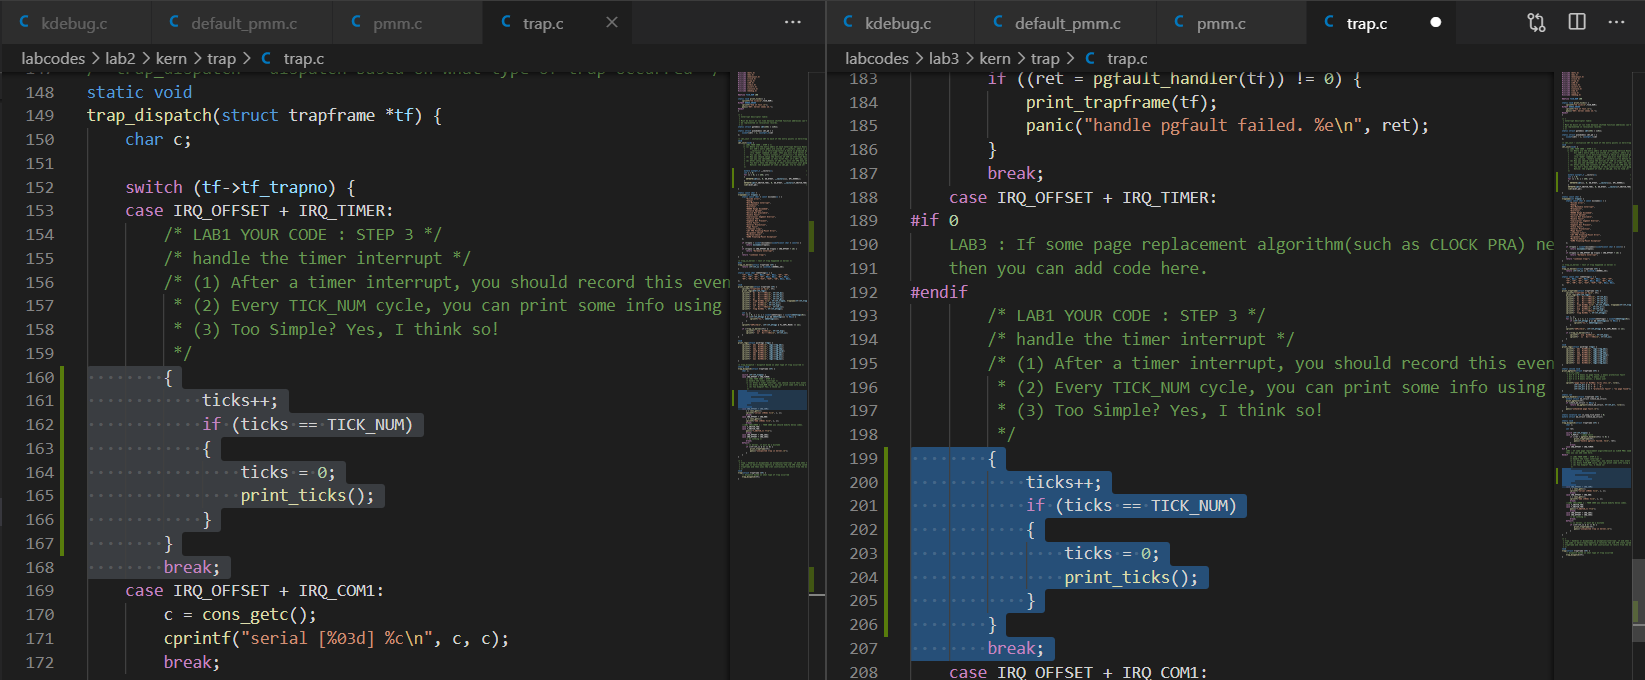 kdebug.c
default_pmm.c
pmm.c
trap.c
labcodes > lab2 > kern > trap > C trap.c
148 static void
149 trap_dispatch(struct trapframe *tf) {
150     char c;
151
152     switch (tf->tf_trapno) {
153     case IRQ_OFFSET + IRQ_TIMER:
154         /* LAB1 YOUR CODE : STEP 3 */
155         /* handle the timer interrupt */
156         /* (1) After a timer interrupt, you should record this even
157          * (2) Every TICK_NUM cycle, you can print some info using
158          * (3) Too Simple? Yes, I think so!
159          */
160         {
161             ticks++;
162             if (ticks == TICK_NUM)
163             {
164                 ticks = 0;
165                 print_ticks();
166             }
167         }
168         break;
169     case IRQ_OFFSET + IRQ_COM1:
170         c = cons_getc();
171         cprintf("serial [%03d] %c\n", c, c);
172         break;
kdebug.c
default_pmm.c
pmm.c
trap.c
labcodes > lab3 > kern > trap > C trap.c
183         if ((ret = pgfault_handler(tf)) != 0) {
184             print_trapframe(tf);
185             panic("handle pgfault failed. %e\n", ret);
186         }
187         break;
188     case IRQ_OFFSET + IRQ_TIMER:
189 #if 0
190     LAB3 : If some page replacement algorithm(such as CLOCK PRA) ne
191     then you can add code here.
192 #endif
193         /* LAB1 YOUR CODE : STEP 3 */
194         /* handle the timer interrupt */
195         /* (1) After a timer interrupt, you should record this even
196          * (2) Every TICK_NUM cycle, you can print some info using
197          * (3) Too Simple? Yes, I think so!
198          */
199         {
200             ticks++;
201             if (ticks == TICK_NUM)
202             {
203                 ticks = 0;
204                 print_ticks();
205             }
206         }
207         break;
208     case IRQ_OFFSET + IRQ_COM1: